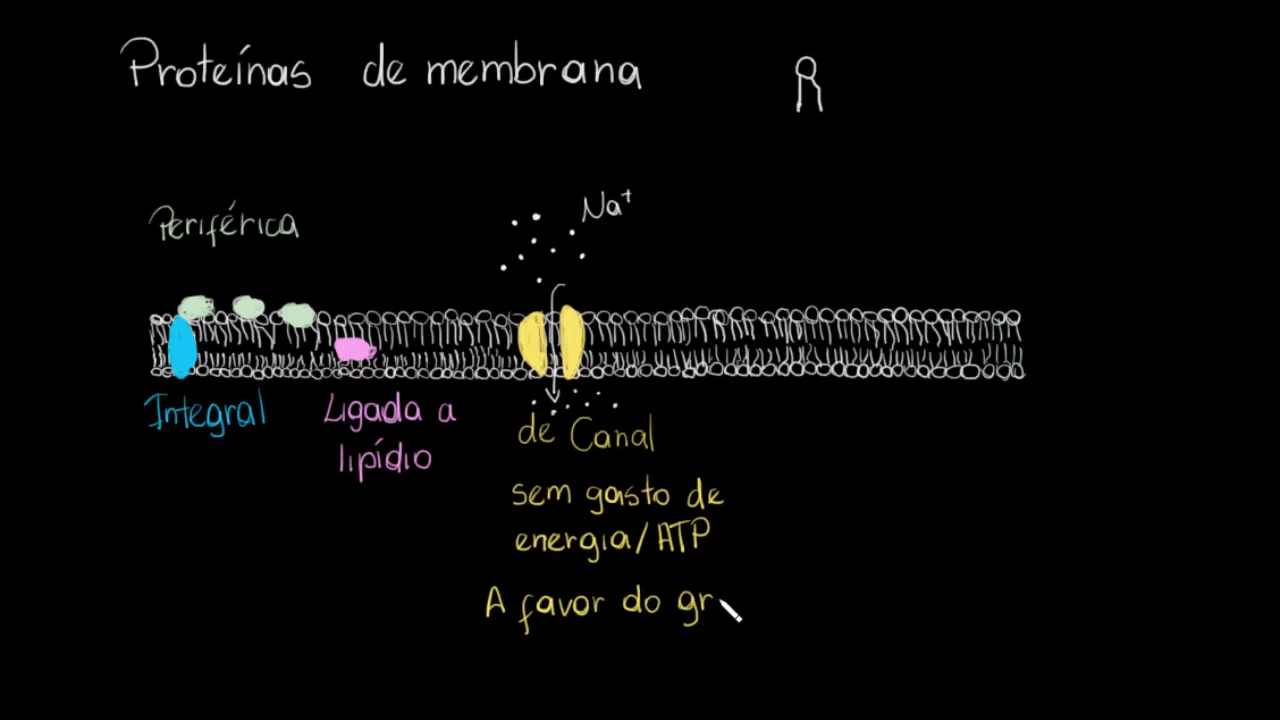 Proteínas de membrana
Periférica
Na⁺
Integral
Ligada a
lipídio
de Canal
sem gasto de
energia/ATP
A favor do gr